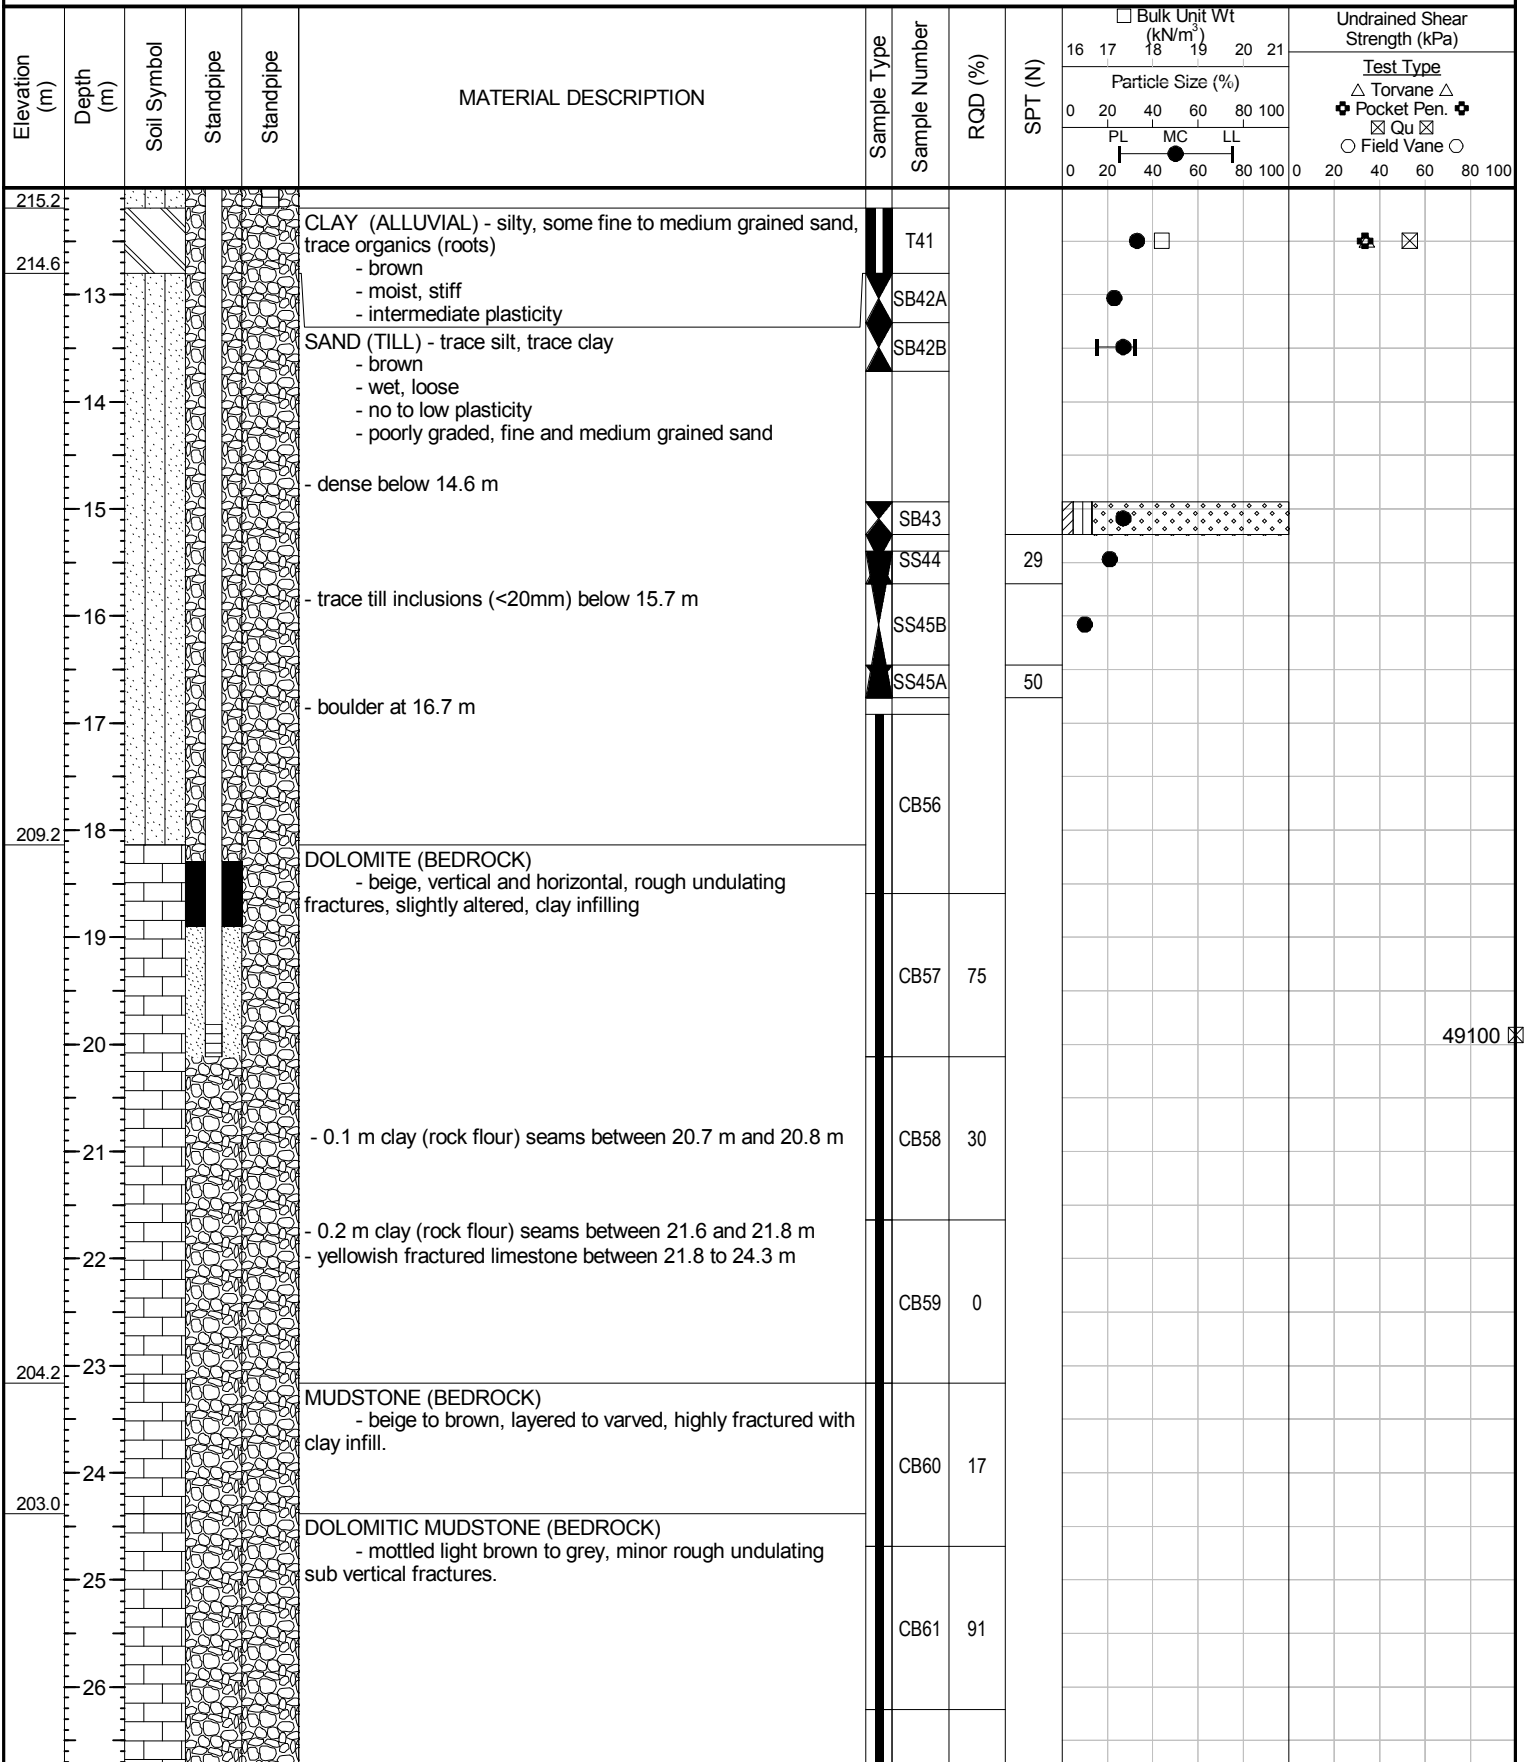 Elevation (m)
Depth (m)
Soil Symbol
Standpipe
Standpipe
MATERIAL DESCRIPTION
Sample Type
Sample Number
RQD (%)
SPT (N)
Bulk Unit Wt
(kN/m³)
16 17 18 19 20 21
Particle Size (%)
0 20 40 60 80 100
PL MC LL
0 20 40 60 80 100
Undrained Shear
Strength (kPa)
Test Type
△ Torvane △
Pocket Pen.
☒ Qu ☒
○ Field Vane ○
0 20 40 60 80 100
215.2
CLAY (ALLUVIAL) - silty, some fine to medium grained sand,
trace organics (roots)
- brown
- moist, stiff
- intermediate plasticity
T41
214.6
13
SB42A
SAND (TILL) - trace silt, trace clay
- brown
- wet, loose
- no to low plasticity
- poorly graded, fine and medium grained sand
SB42B
14
- dense below 14.6 m
15
SB43
SS44 29
- trace till inclusions (<20mm) below 15.7 m
16
SS45B
SS45A 50
- boulder at 16.7 m
17
CB56
18
209.2
DOLOMITE (BEDROCK)
- beige, vertical and horizontal, rough undulating
fractures, slightly altered, clay infilling
19
CB57 75
20
49100
- 0.1 m clay (rock flour) seams between 20.7 m and 20.8 m
CB58 30
21
- 0.2 m clay (rock flour) seams between 21.6 and 21.8 m
- yellowish fractured limestone between 21.8 to 24.3 m
22
CB59 0
23
204.2
MUDSTONE (BEDROCK)
- beige to brown, layered to varved, highly fractured with
clay infill.
CB60 17
24
203.0
DOLOMITIC MUDSTONE (BEDROCK)
- mottled light brown to grey, minor rough undulating
sub vertical fractures.
25
CB61 91
26